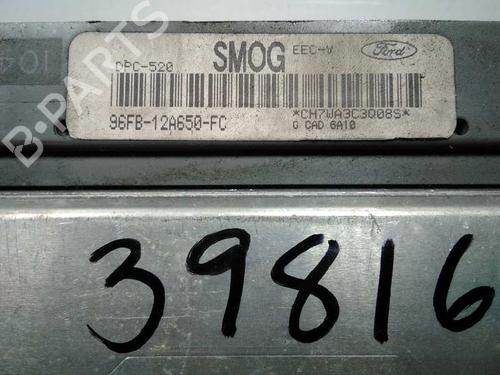 SMOG EEC-V Ford
DPC-520
96FB-12A650-FC
*CH7WA3C3Q08S*
G CAD 6A10
39816
B-PARTS